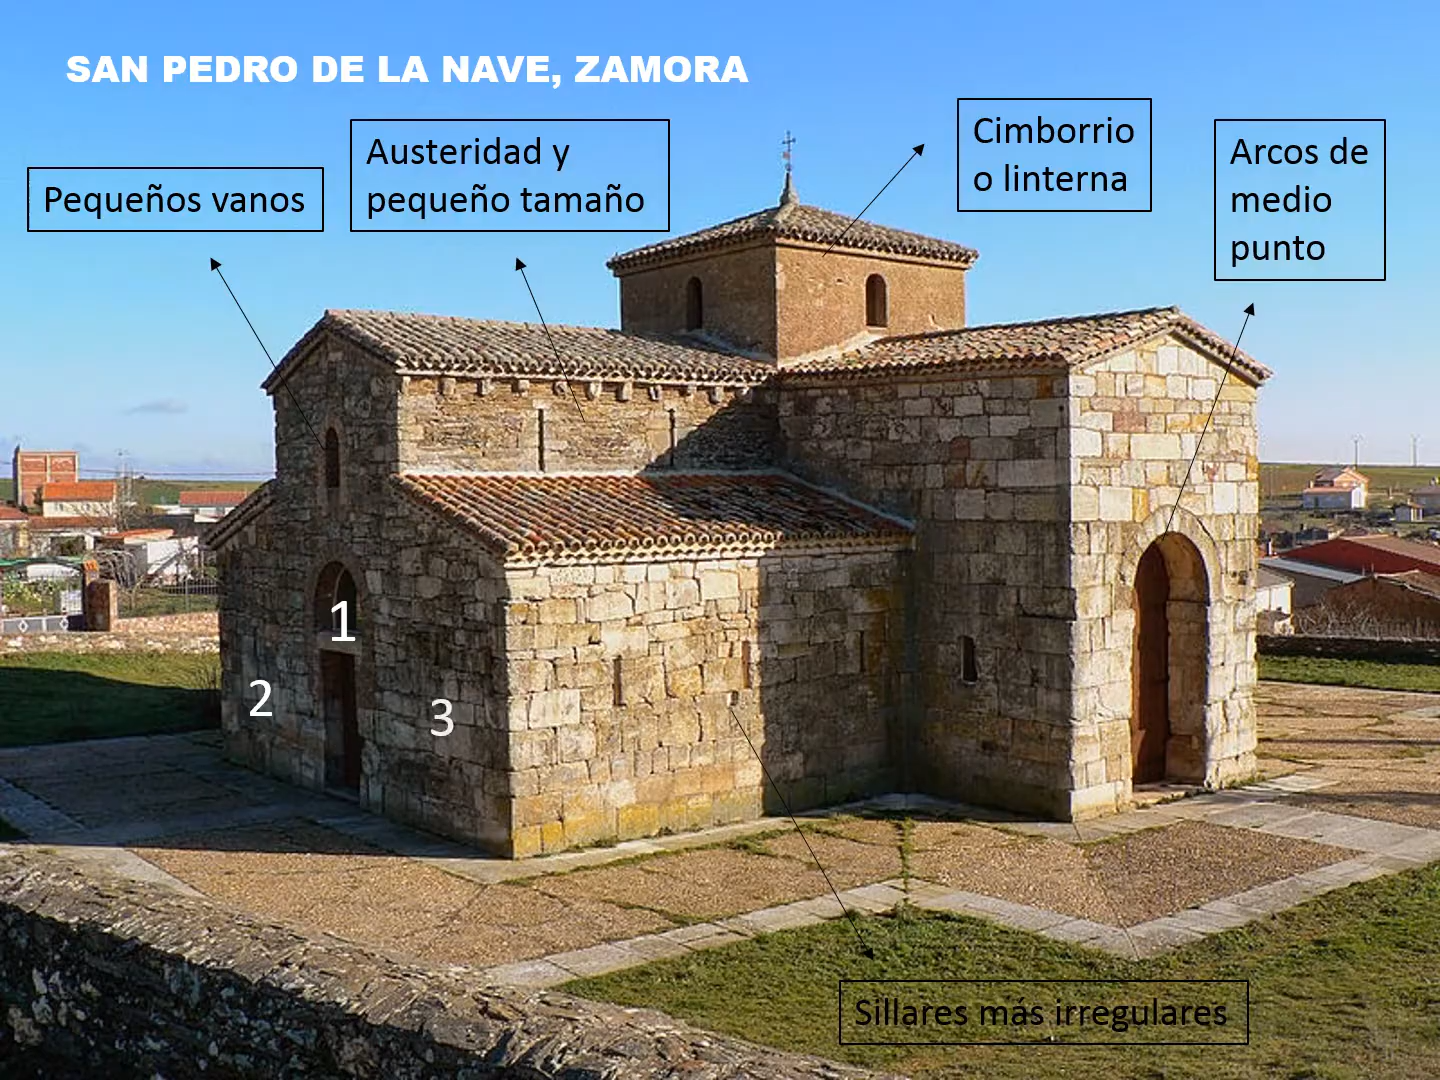 SAN PEDRO DE LA NAVE, ZAMORA
Pequeños vanos
Austeridad y
pequeño tamaño
Cimborrio
o linterna
Arcos de
medio
punto
1
2
3
Sillares más irregulares